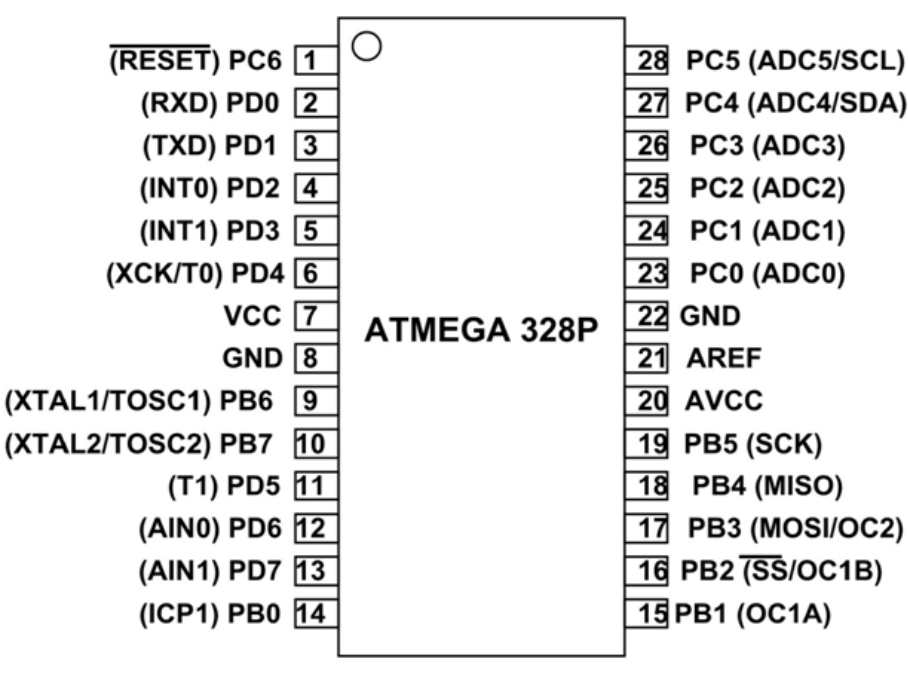 (RESET) PC6 1
(RXD) PD0 2
(TXD) PD1 3
(INT0) PD2 4
(INT1) PD3 5
(XCK/T0) PD4 6
VCC 7
GND 8
(XTAL1/TOSC1) PB6 9
(XTAL2/TOSC2) PB7 10
(T1) PD5 11
(AIN0) PD6 12
(AIN1) PD7 13
(ICP1) PB0 14
ATMEGA 328P
28 PC5 (ADC5/SCL)
27 PC4 (ADC4/SDA)
26 PC3 (ADC3)
25 PC2 (ADC2)
24 PC1 (ADC1)
23 PC0 (ADC0)
22 GND
21 AREF
20 AVCC
19 PB5 (SCK)
18 PB4 (MISO)
17 PB3 (MOSI/OC2)
16 PB2 (SS/OC1B)
15 PB1 (OC1A)